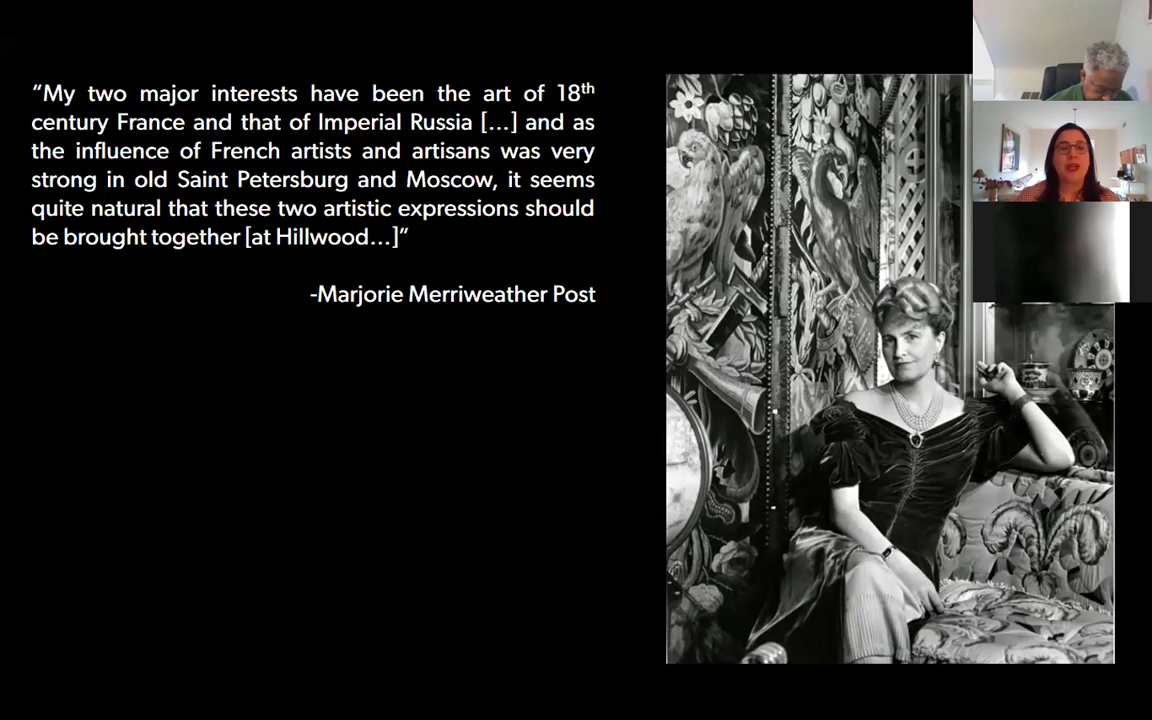 “My two major interests have been the art of 18th
century France and that of Imperial Russia […] and as
the influence of French artists and artisans was very
strong in old Saint Petersburg and Moscow, it seems
quite natural that these two artistic expressions should
be brought together [at Hillwood…]”
-Marjorie Merriweather Post